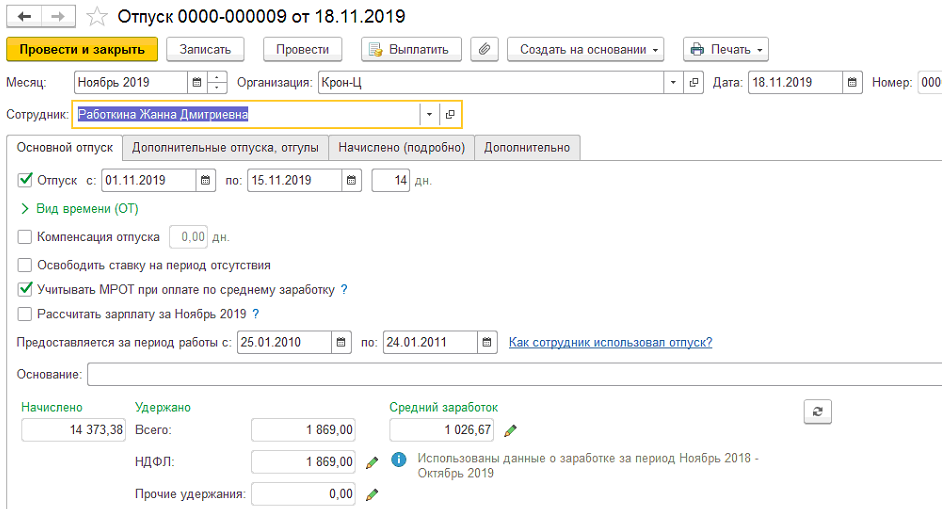 Отпуск 0000-000009 от 18.11.2019
Провести и закрыть Записать Провести Выплатить Создать на основании Печать
Месяц: Ноябрь 2019 Организация: Крон-Ц Дата: 18.11.2019 Номер: 000
Сотрудник: Работкина Жанна Дмитриевна
Основной отпуск Дополнительные отпуска, отгулы Начислено (подробно) Дополнительно
Отпуск с: 01.11.2019 по: 15.11.2019 14 дн.
Вид времени (ОТ)
Компенсация отпуска 0,00 дн.
Освободить ставку на период отсутствия
Учитывать МРОТ при оплате по среднему заработку ?
Рассчитать зарплату за Ноябрь 2019 ?
Предоставляется за период работы с: 25.01.2010 по: 24.01.2011 Как сотрудник использовал отпуск?
Основание:
Начислено Удержано Средний заработок
14 373,38 Всего: 1 869,00 1 026,67
НДФЛ: 1 869,00 Использованы данные о заработке за период Ноябрь 2018 -
Октябрь 2019
Прочие удержания: 0,00